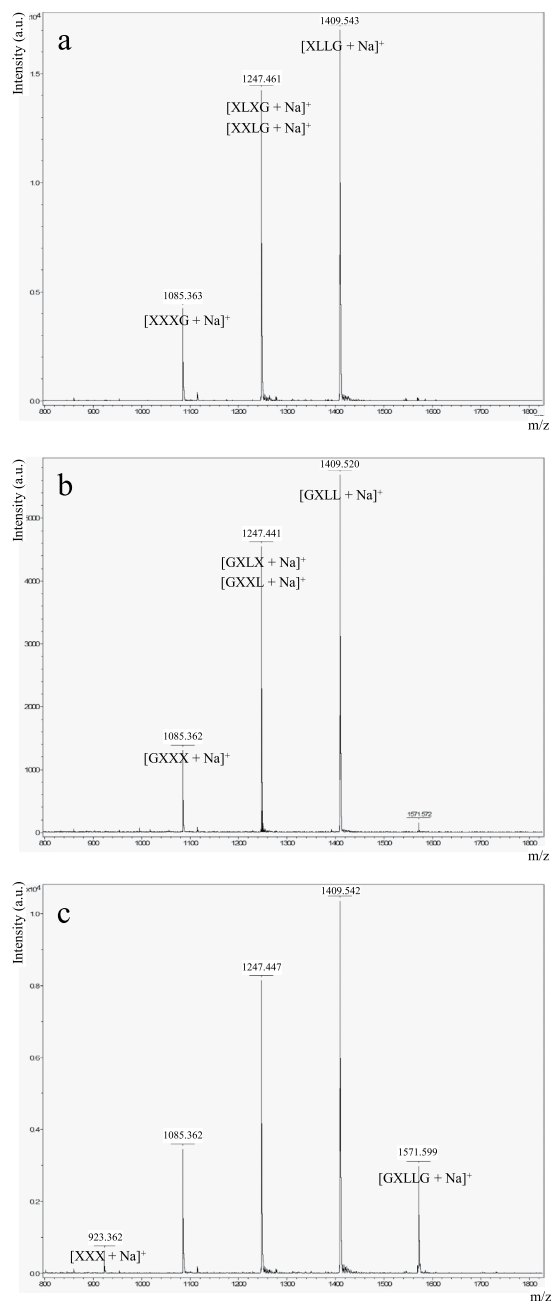 Intensity (a.u.)
x10⁴
a
1409.543
[XLLG + Na]⁺
1247.461
[XLXG + Na]⁺
[XXLG + Na]⁺
1085.363
[XXXG + Na]⁺
1.5
1.0
0.5
0.0
800 900 1000 1100 1200 1300 1400 1500 1600 1700 1800
m/z
Intensity (a.u.)
b
1409.520
[GXLL + Na]⁺
1247.441
[GXLX + Na]⁺
[GXXL + Na]⁺
1085.362
[GXXX + Na]⁺
1571.572
5000
4000
3000
2000
1000
0
800 900 1000 1100 1200 1300 1400 1500 1600 1700 1800
m/z
Intensity (a.u.)
x10⁴
c
1409.542
1247.447
1085.362
1571.599
[GXLLG + Na]⁺
923.362
[XXX + Na]⁺
1.0
0.8
0.6
0.4
0.2
0.0
800 900 1000 1100 1200 1300 1400 1500 1600 1700 1800
m/z